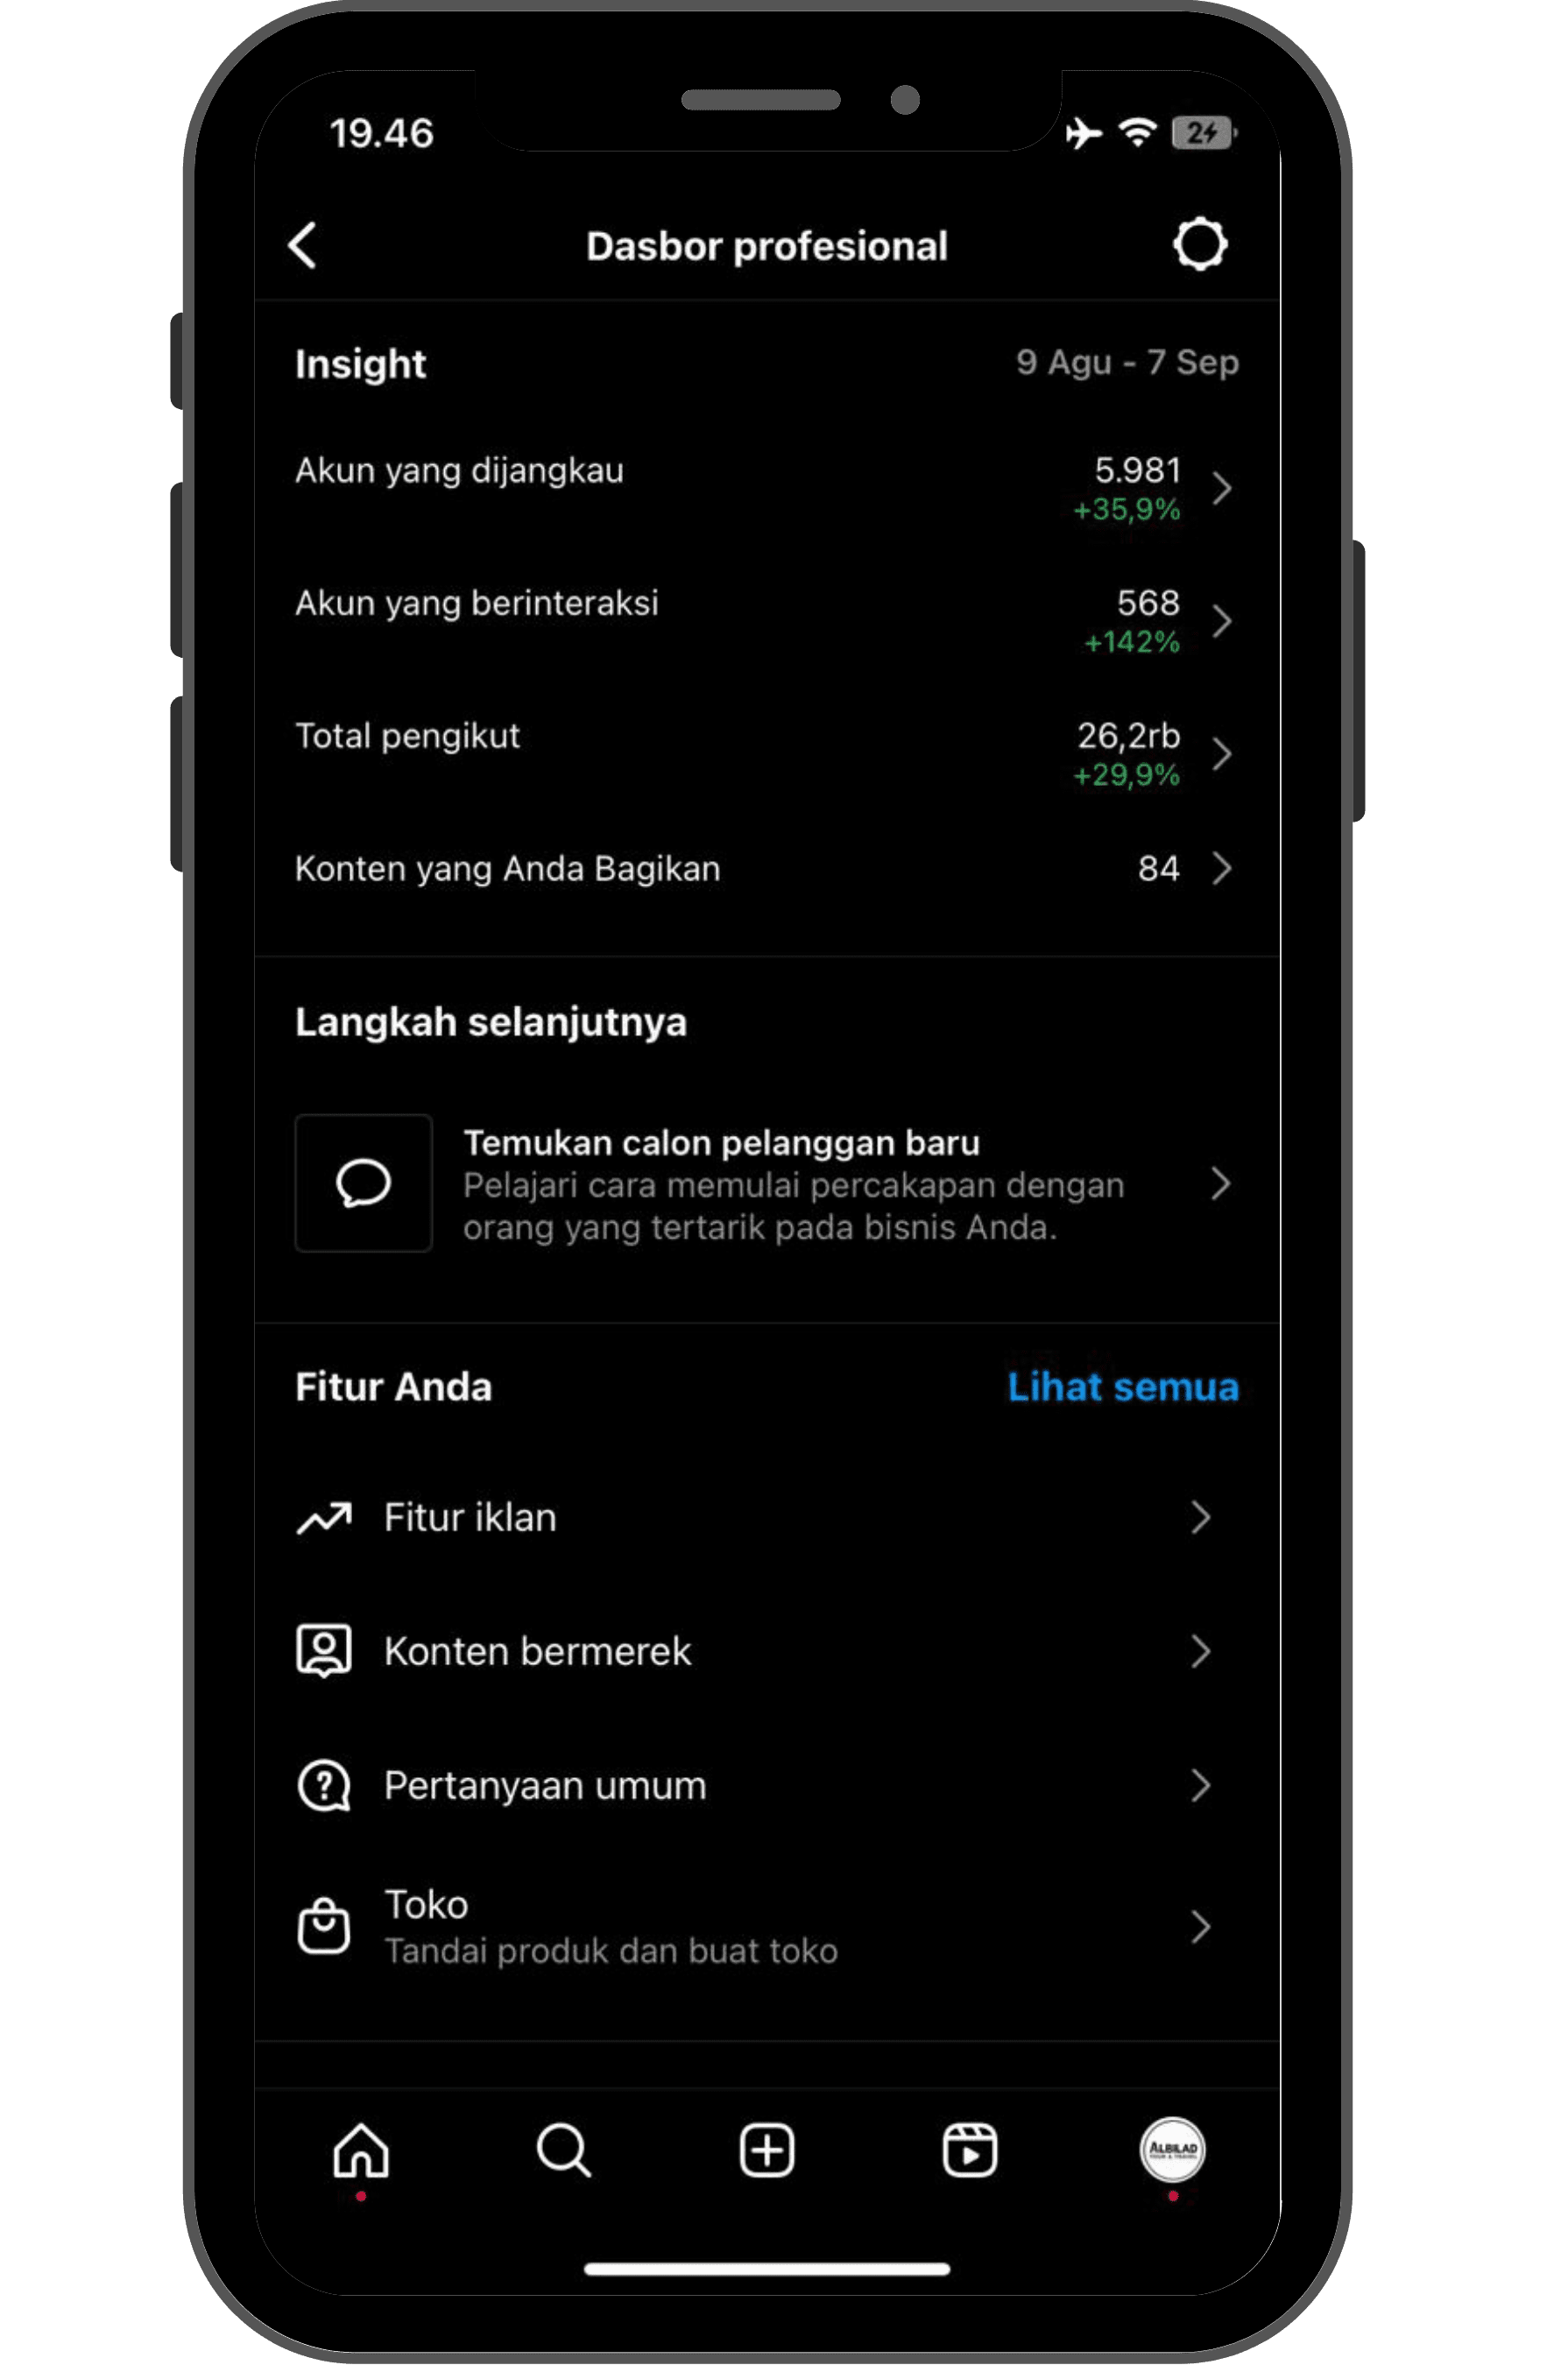 19.46
24
Dasbor profesional
Insight
9 Agu - 7 Sep
Akun yang dijangkau
5.981
+35,9%
Akun yang berinteraksi
568
+142%
Total pengikut
26,2rb
+29,9%
Konten yang Anda Bagikan
84
Langkah selanjutnya
Temukan calon pelanggan baru
Pelajari cara memulai percakapan dengan
orang yang tertarik pada bisnis Anda.
Fitur Anda
Lihat semua
Fitur iklan
Konten bermerek
Pertanyaan umum
Toko
Tandai produk dan buat toko
ALBILAD
TOUR & TRAVEL